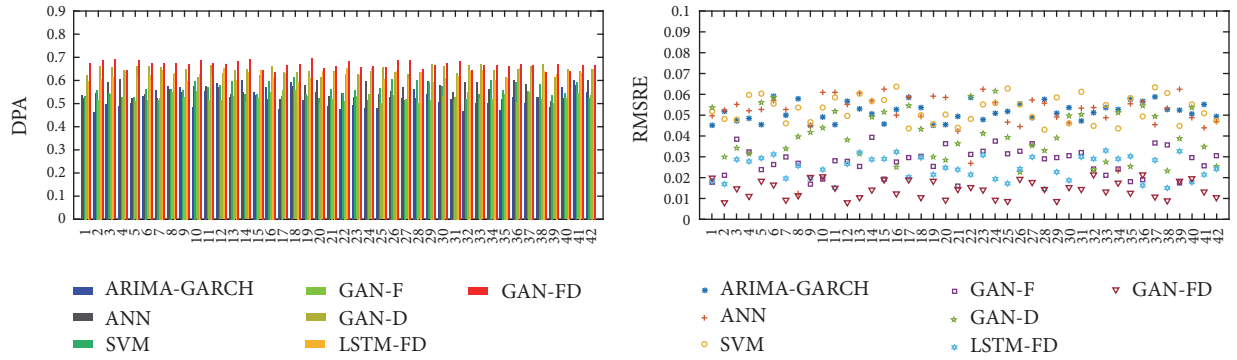 DPA
0.9
0.8
0.7
0.6
0.5
0.4
0.3
0.2
0.1
0
1 2 3 4 5 6 7 8 9 10 11 12 13 14 15 16 17 18 19 20 21 22 23 24 25 26 27 28 29 30 31 32 33 34 35 36 37 38 39 40 41 42
ARIMA-GARCH GAN-F GAN-FD
ANN GAN-D
SVM LSTM-FD
RMSRE
0.1
0.09
0.08
0.07
0.06
0.05
0.04
0.03
0.02
0.01
0
1 2 3 4 5 6 7 8 9 10 11 12 13 14 15 16 17 18 19 20 21 22 23 24 25 26 27 28 29 30 31 32 33 34 35 36 37 38 39 40 41 42
ARIMA-GARCH GAN-F GAN-FD
ANN GAN-D
SVM LSTM-FD